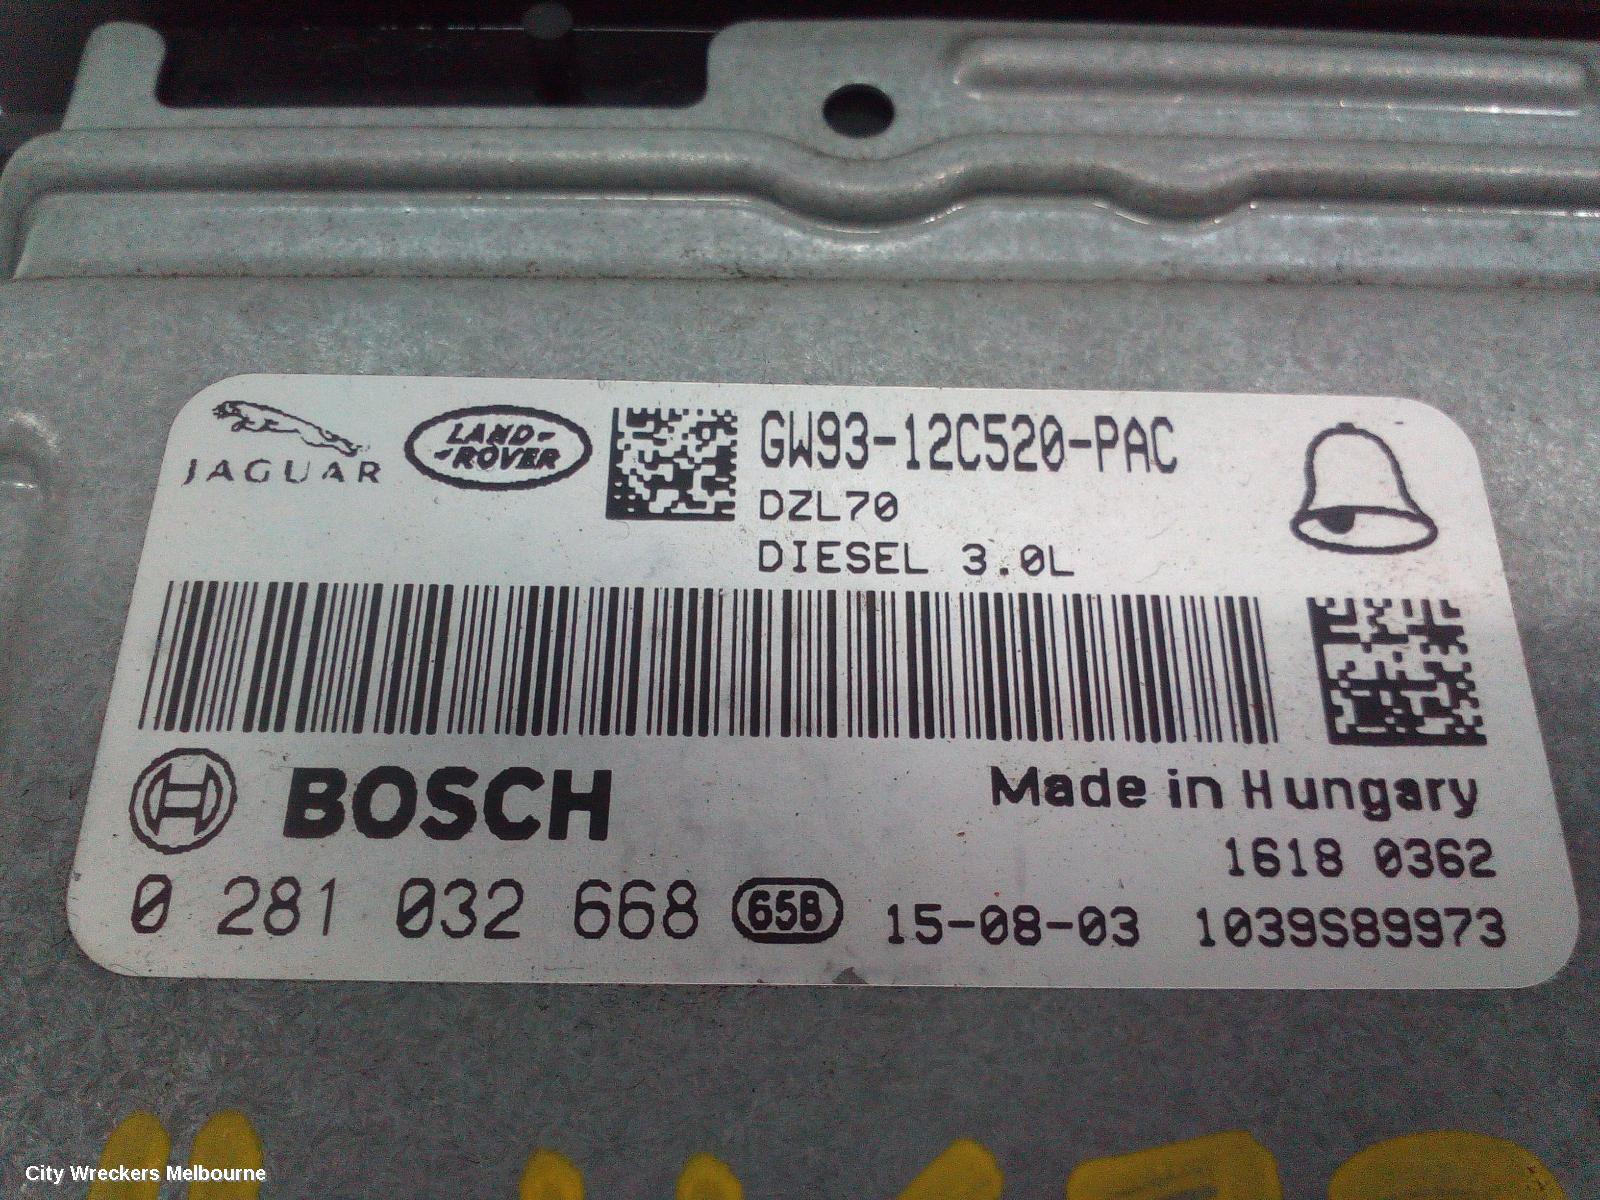 JAGUAR
LAND-
-ROVER
GW93-12C520-PAC
DZL70
DIESEL 3.0L
BOSCH
Made in Hungary
1618 0362
0 281 032 668 65B 15-08-03 1039S89973
City Wreckers Melbourne